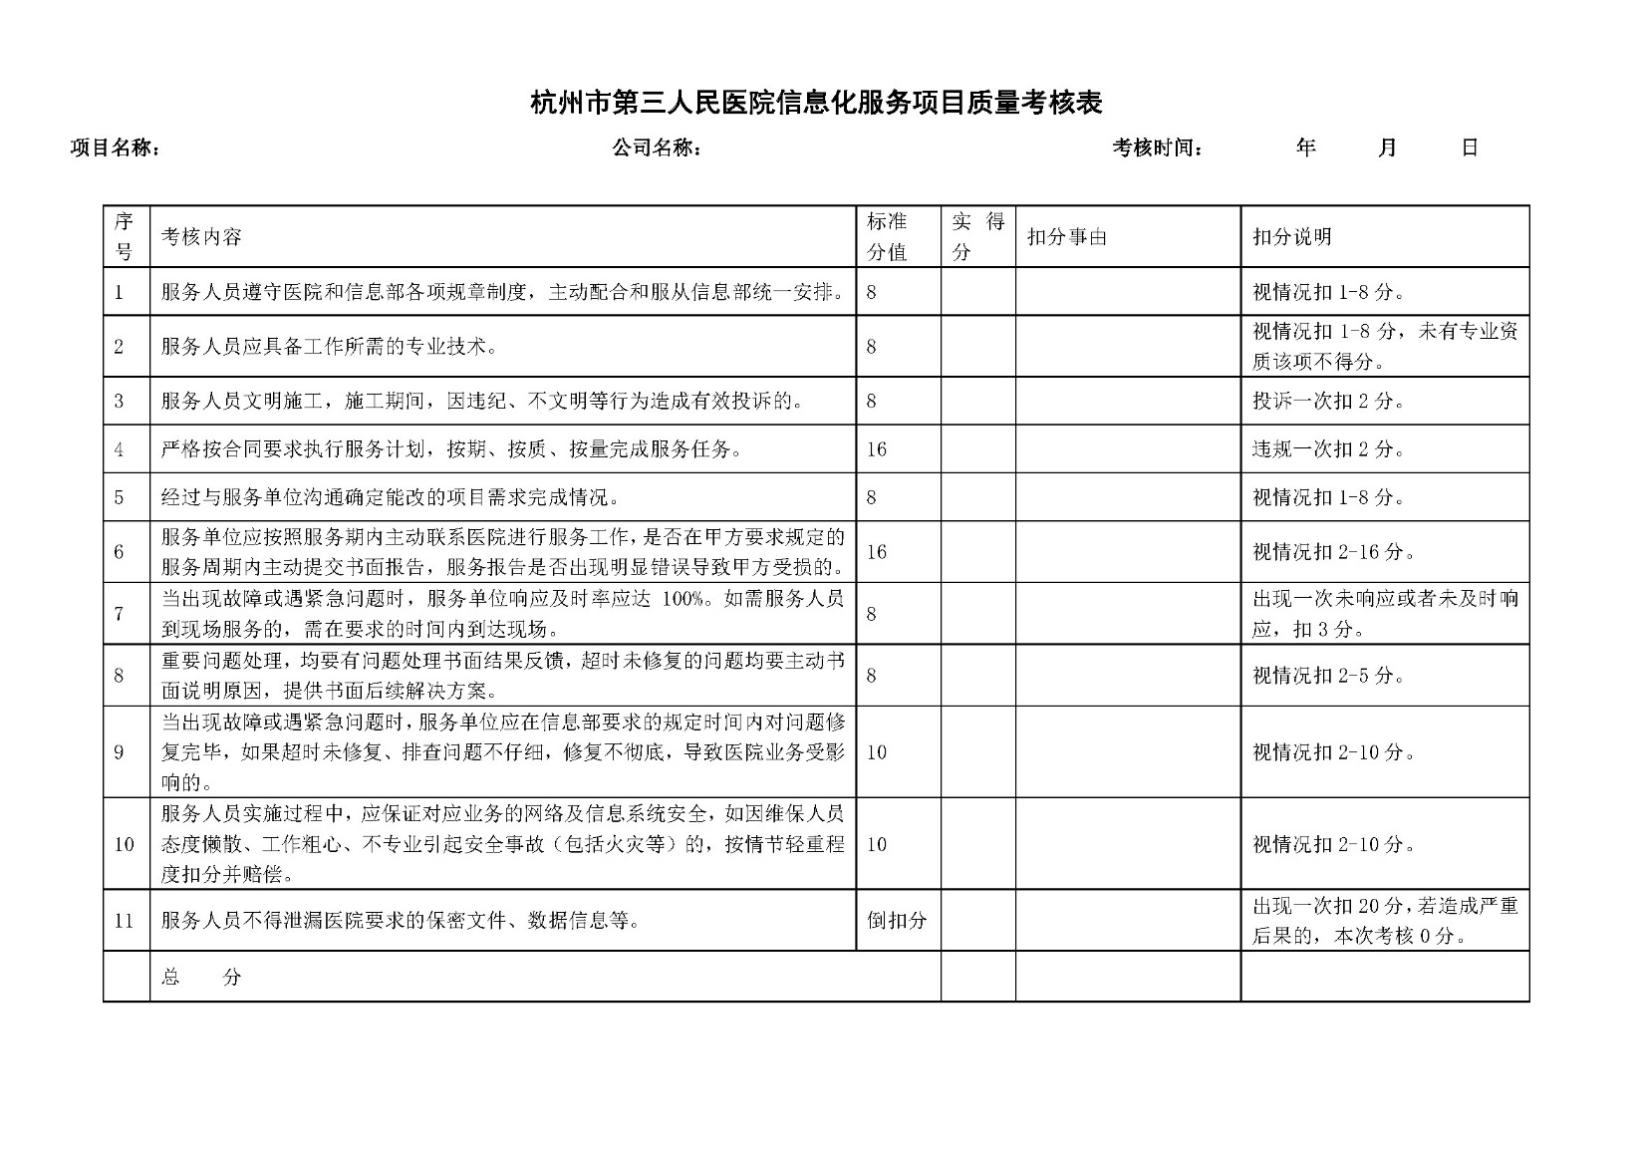 杭州市第三人民医院信息化服务项目质量考核表
项目名称： 公司名称： 考核时间： 年 月 日
序号 考核内容 标准分值 实得分 扣分事由 扣分说明
1 服务人员遵守医院和信息部各项规章制度，主动配合和服从信息部统一安排。 8 视情况扣 1-8 分。
2 服务人员应具备工作所需的专业技术。 8 视情况扣 1-8 分，未有专业资
质该项不得分。
3 服务人员文明施工，施工期间，因违纪、不文明等行为造成有效投诉的。 8 投诉一次扣 2 分。
4 严格按合同要求执行服务计划，按期、按质、按量完成服务任务。 16 违规一次扣 2 分。
5 经过与服务单位沟通确定能改的项目需求完成情况。 8 视情况扣 1-8 分。
6 服务单位应按照服务期内主动联系医院进行服务工作，是否在甲方要求规定的
服务周期内主动提交书面报告，服务报告是否出现明显错误导致甲方受损的。 16 视情况扣 2-16 分。
7 当出现故障或遇紧急问题时，服务单位响应及时率应达 100%。如需服务人员
到现场服务的，需在要求的时间内到达现场。 8 出现一次未响应或者未及时响
应，扣 3 分。
8 重要问题处理，均要有问题处理书面结果反馈，超时未修复的问题均要主动书
面说明原因，提供书面后续解决方案。 8 视情况扣 2-5 分。
9 当出现故障或遇紧急问题时，服务单位应在信息部要求的规定时间内对问题修
复完毕，如果超时未修复、排查问题不仔细，修复不彻底，导致医院业务受影
响的。 10 视情况扣 2-10 分。
10 服务人员实施过程中，应保证对应业务的网络及信息系统安全，如因维保人员
态度懒散、工作粗心、不专业引起安全事故（包括火灾等）的，按情节轻重程
度扣分并赔偿。 10 视情况扣 2-10 分。
11 服务人员不得泄漏医院要求的保密文件、数据信息等。 倒扣分 出现一次扣 20 分，若造成严重
后果的，本次考核 0 分。
总 分